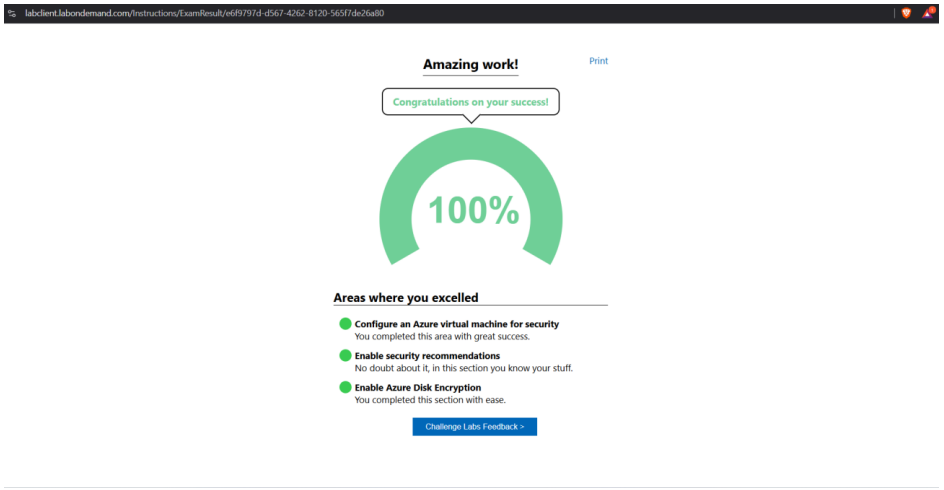 labclient.labondemand.com/Instructions/ExamResult/e6f9797d-d567-4262-8120-565f7de26a80
Amazing work!
Print
Congratulations on your success!
100%
Areas where you excelled
Configure an Azure virtual machine for security
You completed this area with great success.
Enable security recommendations
No doubt about it, in this section you know your stuff.
Enable Azure Disk Encryption
You completed this section with ease.
Challenge Labs Feedback >